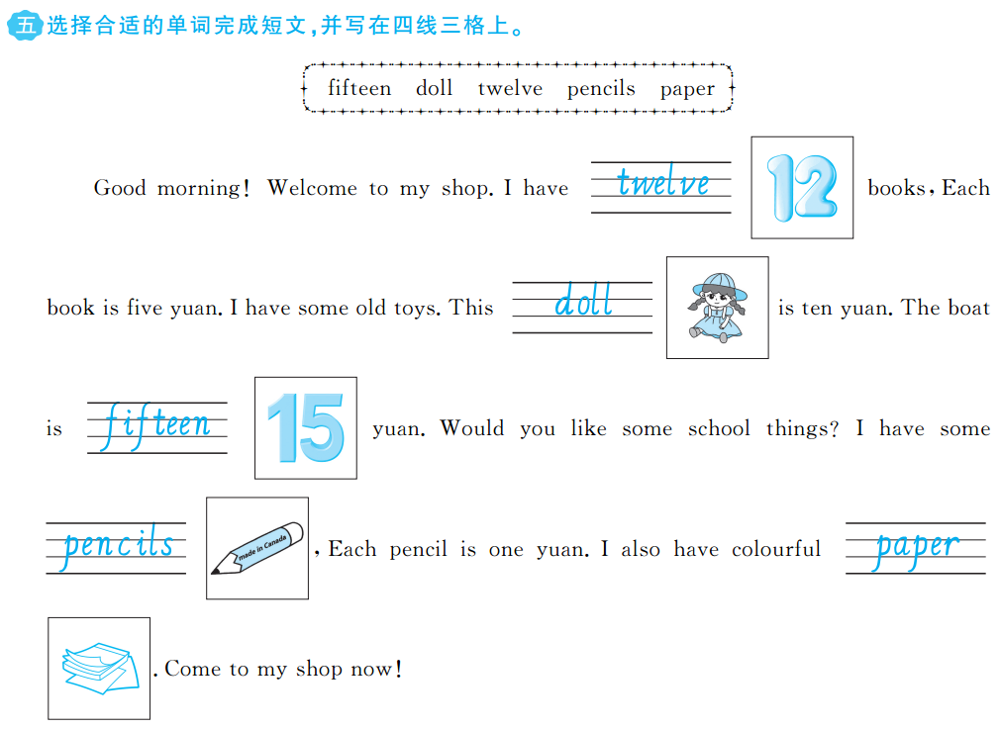 五 选择合适的单词完成短文,并写在四线三格上。
fifteen doll twelve pencils paper
Good morning! Welcome to my shop. I have twelve 12 books, Each
book is five yuan. I have some old toys. This doll is ten yuan. The boat
is fifteen 15 yuan. Would you like some school things? I have some
pencils made in Canada , Each pencil is one yuan. I also have colourful paper
. Come to my shop now!